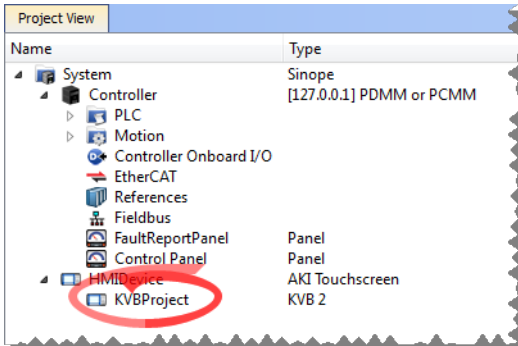 Project View
Name Type
System Sinope
Controller [127.0.0.1] PDMM or PCMM
PLC
Motion
Controller Onboard I/O
EtherCAT
References
Fieldbus
FaultReportPanel Panel
Control Panel Panel
HMIDevice AKI Touchscreen
KVBProject KVB 2